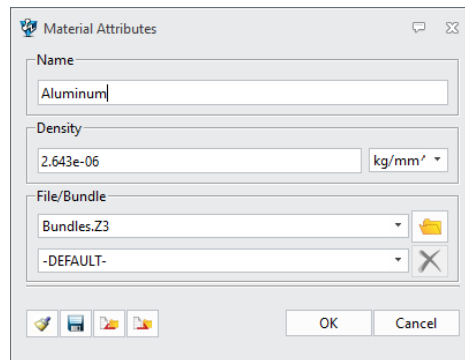 Material Attributes
Name
Aluminum
Density
2.643e-06
File/Bundle
Bundles.Z3
-DEFAULT-
OK Cancel